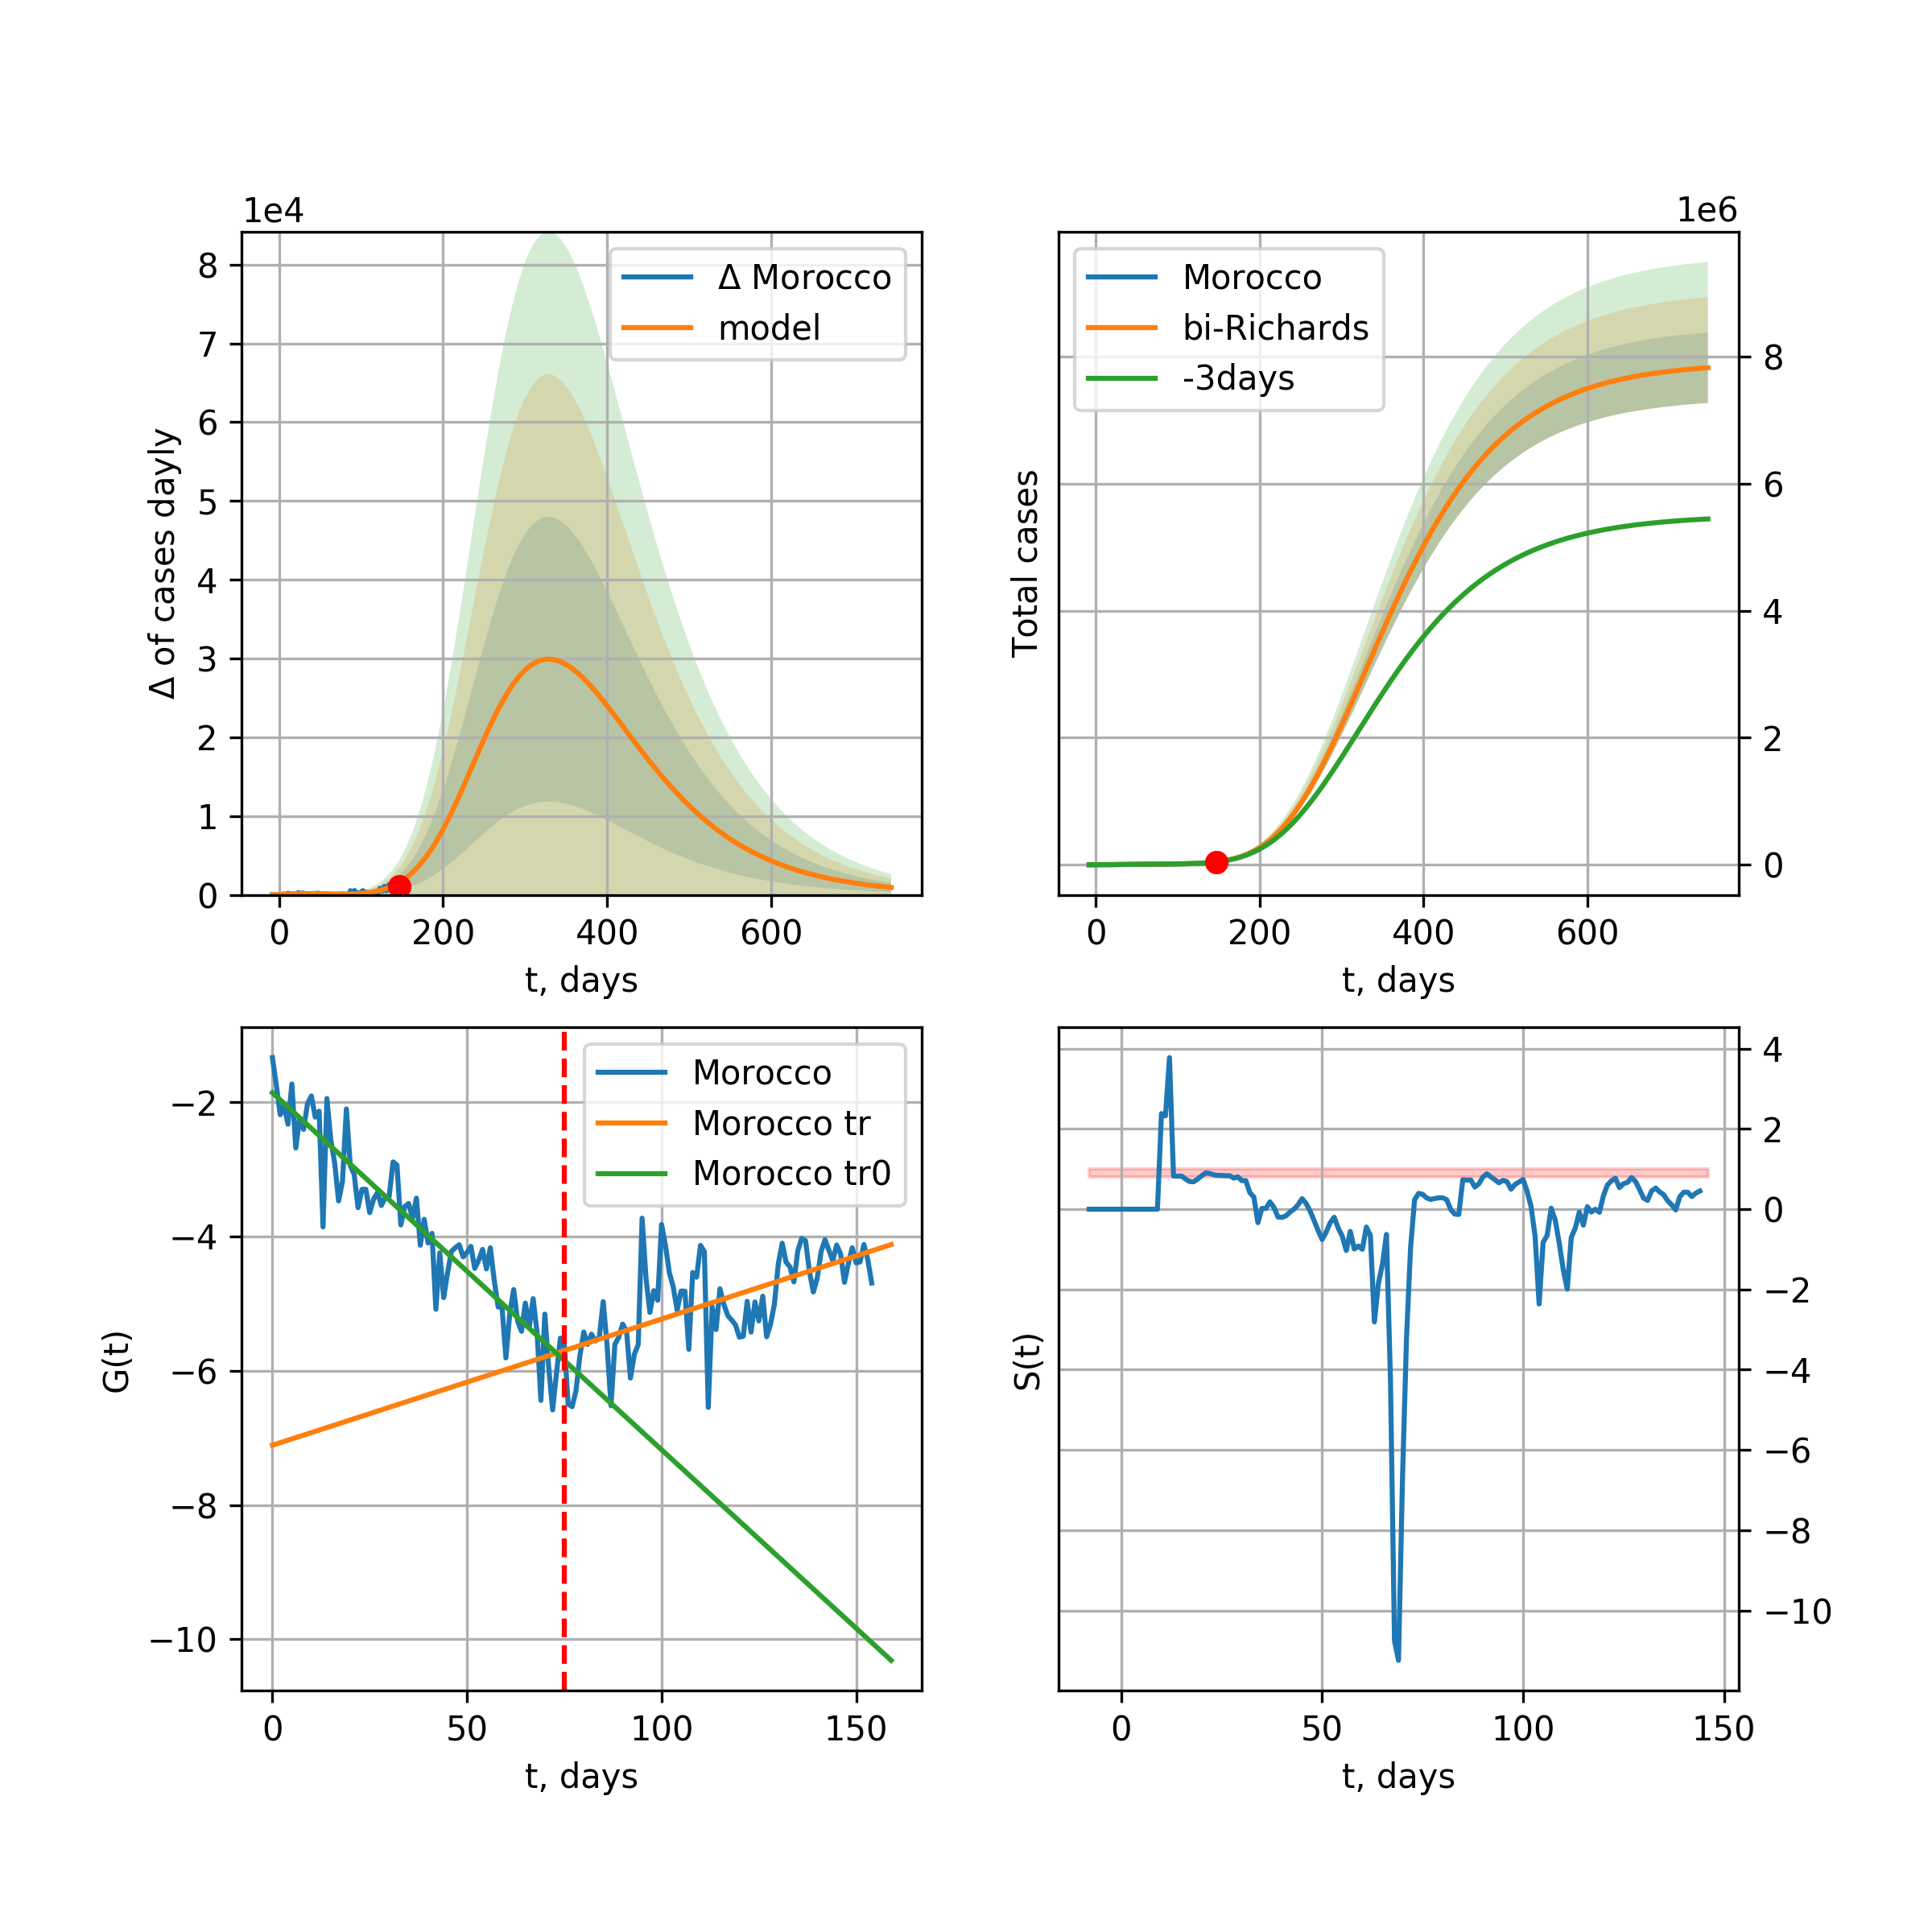 1e4
Δ of cases dayly
8
7
6
5
4
3
2
1
0
Δ Morocco
model
0 200 400 600
t, days
1e6
Total cases
Morocco
bi-Richards
-3days
8
6
4
2
0
0 200 400 600
t, days
G(t)
−2
−4
−6
−8
−10
Morocco
Morocco tr
Morocco tr0
0 50 100 150
t, days
S(t)
4
2
0
−2
−4
−6
−8
−10
0 50 100 150
t, days